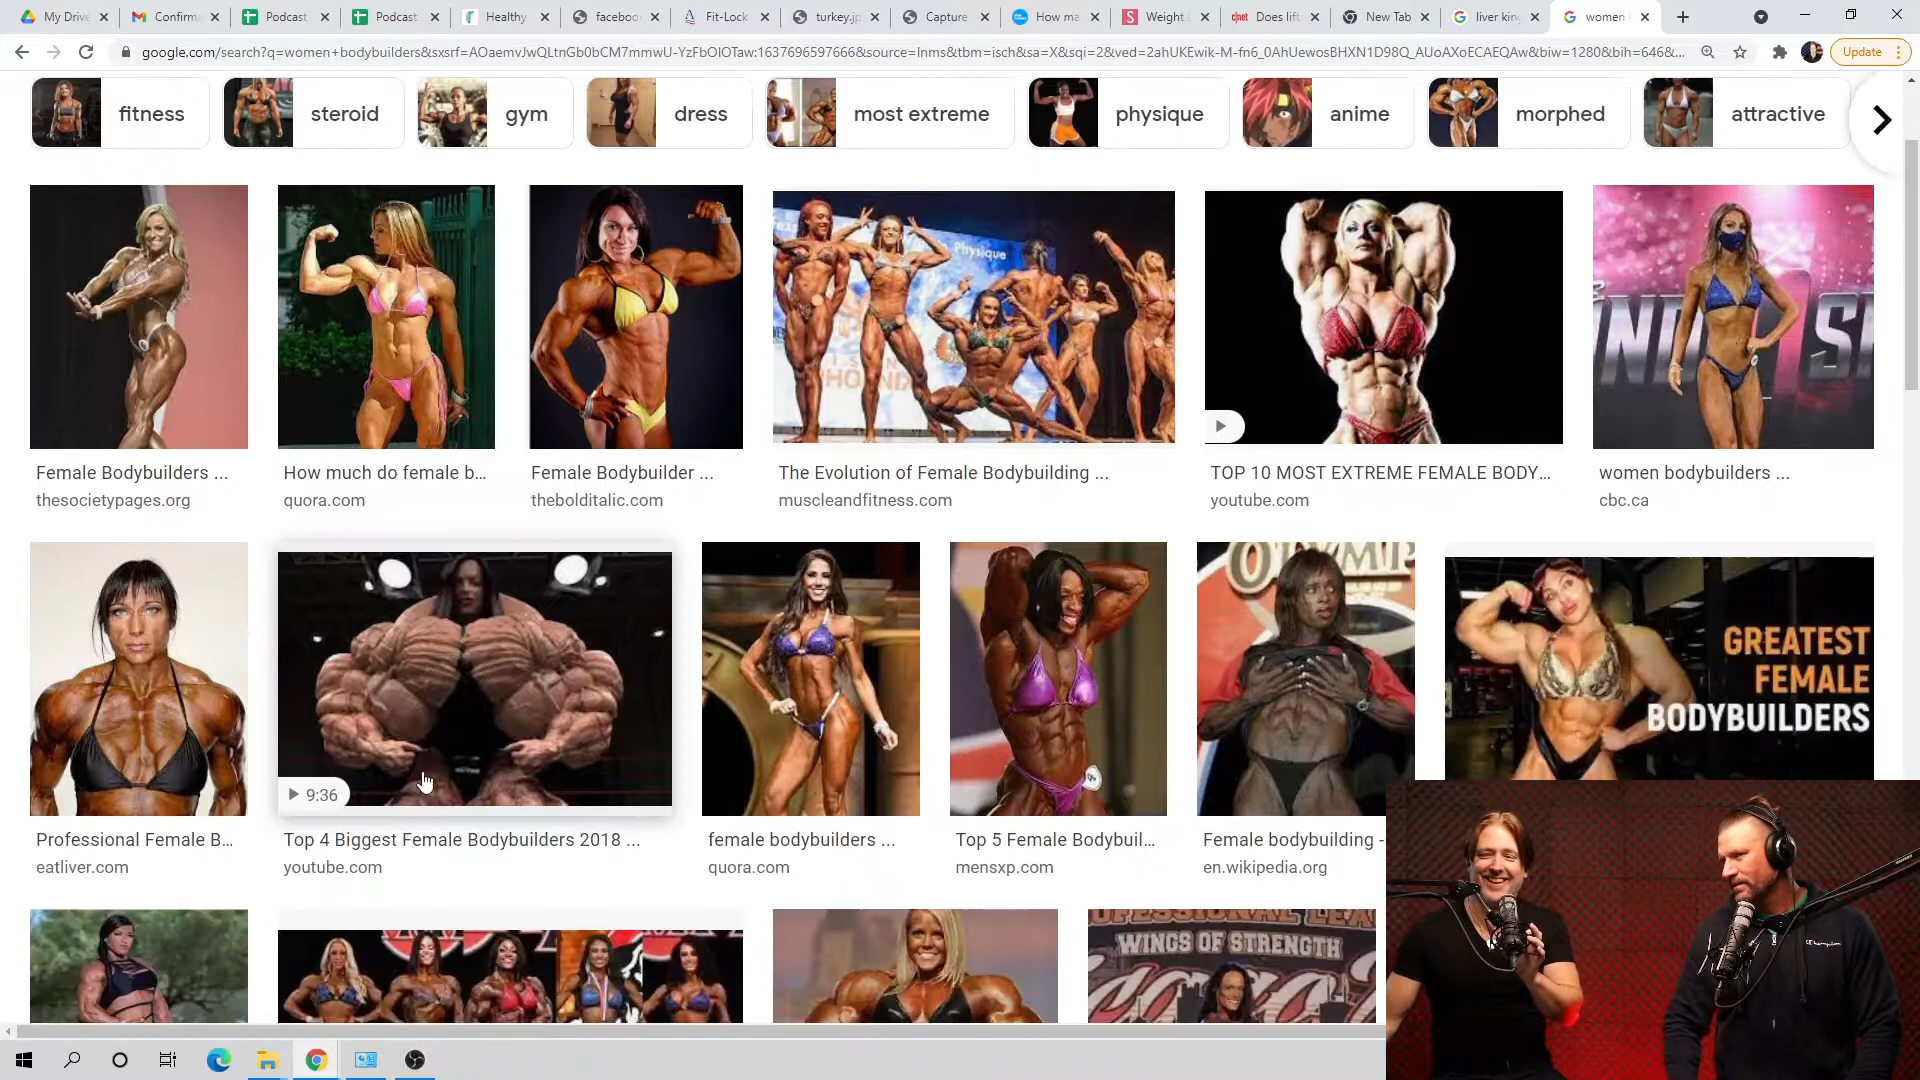 My Drive
Confirm
Podcast
Podcast
Healthy
facebo
Fit-Lock
turkey.jp
Capture
How ma
Weight
Does lift
New Tab
liver kin
women
google.com/search?q=women+bodybuilders&sxsrf=AOaemvJwQLtnGb0bCM7mmwU-YzFbOIOTaw:1637696597666&source=lnms&tbm=isch&sa=X&sqi=2&ved=2ahUKEwik-M-fn6_0AhUewosBHXN1D98Q_AUoAXoECAEQAw&biw=1280&bih=646&...
Update
fitness
steroid
gym
dress
most extreme
physique
anime
morphed
attractive
Physique
Female Bodybuilders ...
thesocietypages.org
How much do female b...
quora.com
Female Bodybuilder ...
thebolditalic.com
The Evolution of Female Bodybuilding ...
muscleandfitness.com
TOP 10 MOST EXTREME FEMALE BODY...
youtube.com
women bodybuilders ...
cbc.ca
OLYMP
GREATEST
FEMALE
BODYBUILDERS
9:36
Professional Female B...
eatliver.com
Top 4 Biggest Female Bodybuilders 2018 ...
youtube.com
female bodybuilders ...
quora.com
Top 5 Female Bodybuil...
mensxp.com
Female bodybuilding -
en.wikipedia.org
WINGS OF STRENGTH
Champion